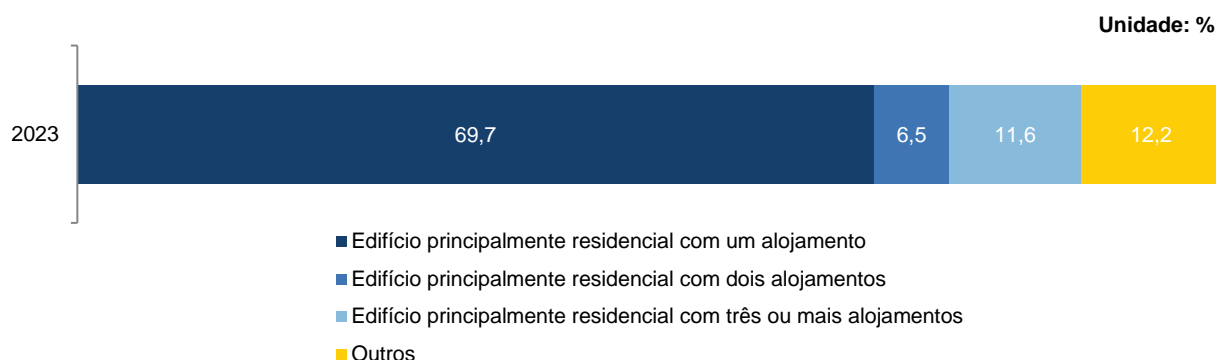 Unidade: %
2023
69,7 6,5 11,6 12,2
Edifício principalmente residencial com um alojamento
Edifício principalmente residencial com dois alojamentos
Edifício principalmente residencial com três ou mais alojamentos
Outros